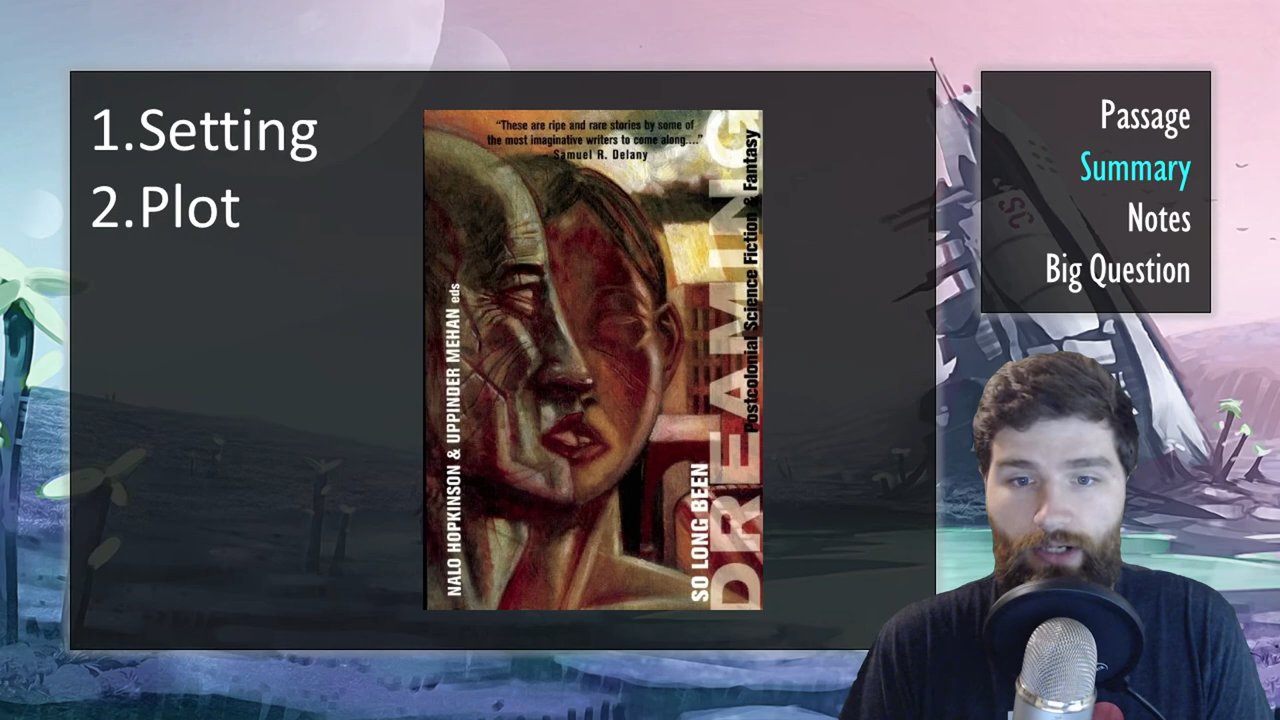 1.Setting
2.Plot
“These are ripe and rare stories by some of
the most imaginative writers to come along....”
Samuel R. Delany
NALO HOPKINSON & UPPINDER MEHAN eds
SO LONG BEEN
DREAMING
Postcolonial Science Fiction & Fantasy
Passage
Summary
Notes
Big Question
SC